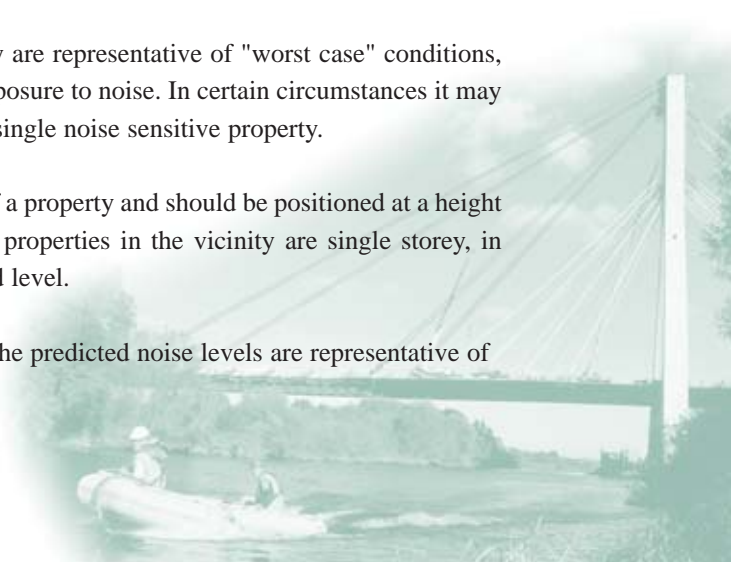 are representative of "worst case" conditions,
posure to noise. In certain circumstances it may
single noise sensitive property.
a property and should be positioned at a height
properties in the vicinity are single storey, in
level.
he predicted noise levels are representative of